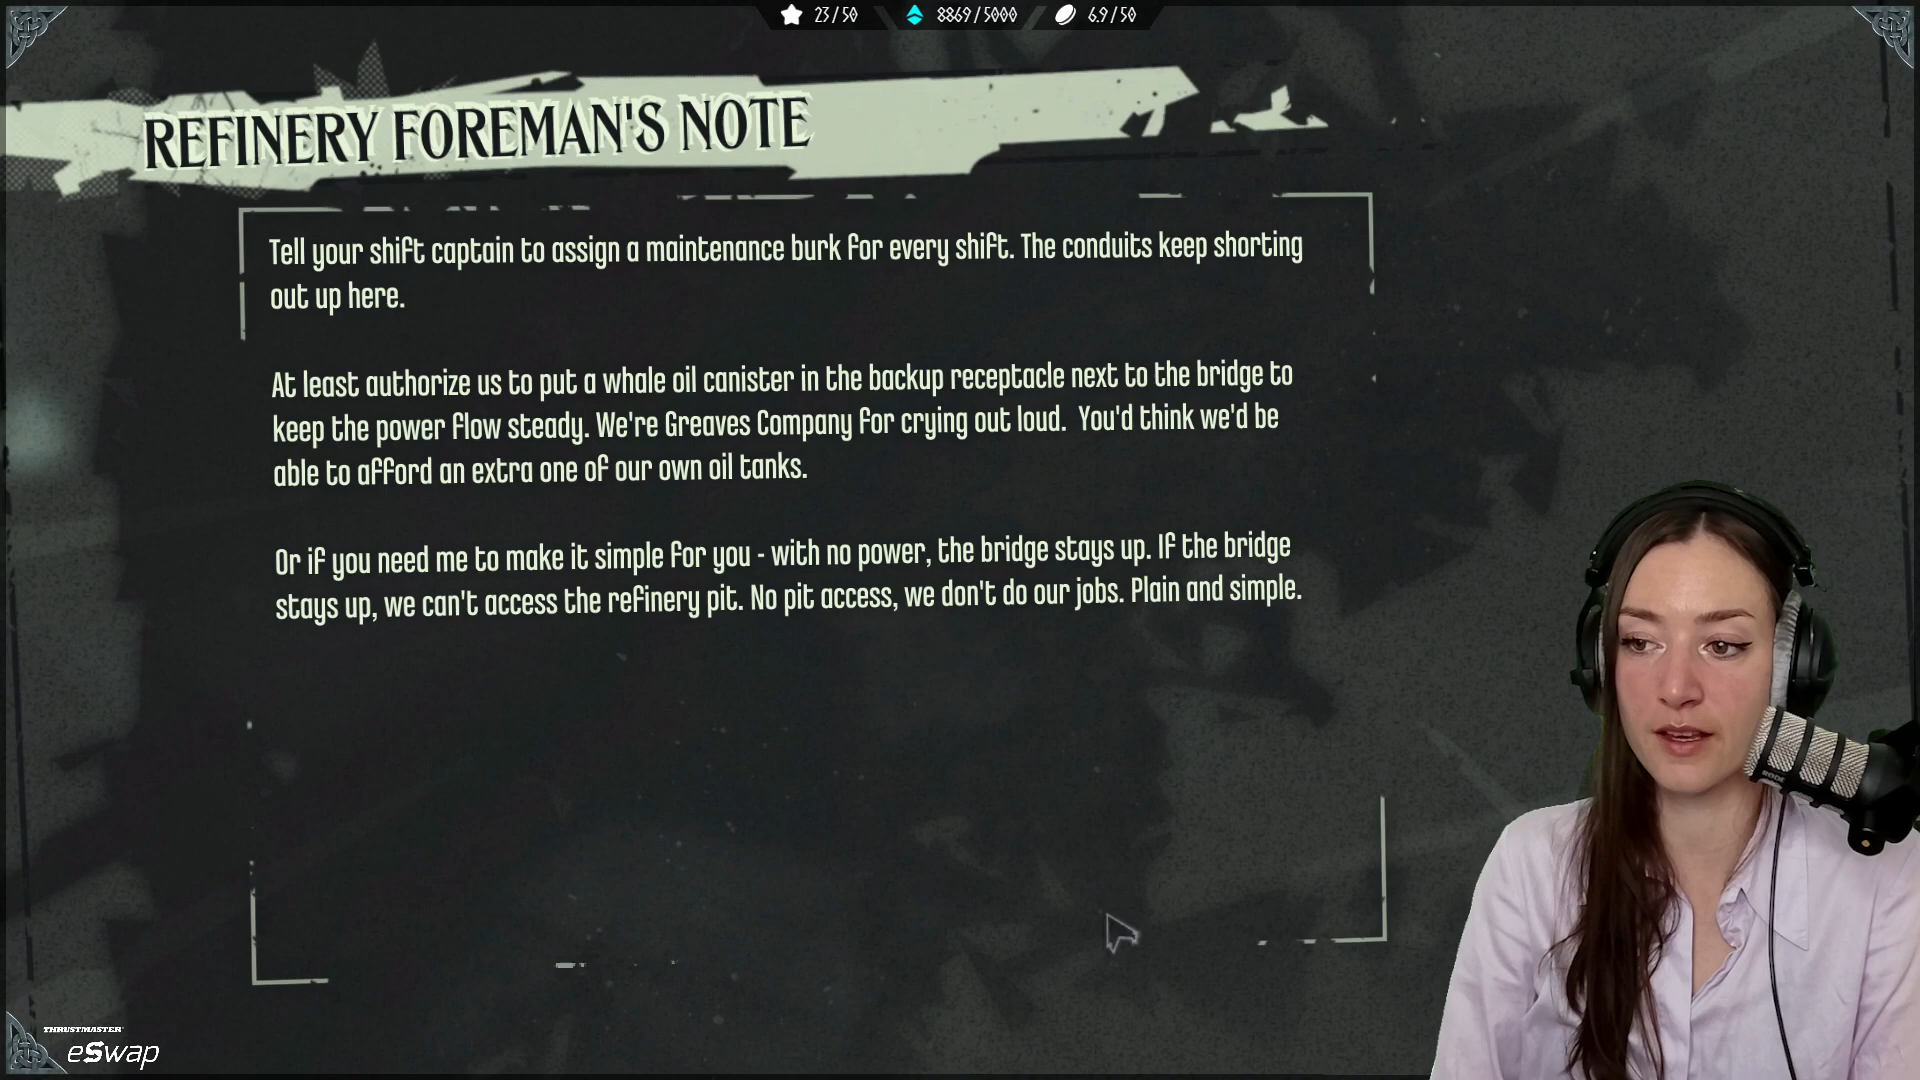 23/50 8869/5000 6.9/50
REFINERY FOREMAN'S NOTE
Tell your shift captain to assign a maintenance burk for every shift. The conduits keep shorting
out up here.
At least authorize us to put a whale oil canister in the backup receptacle next to the bridge to
keep the power flow steady. We're Greaves Company for crying out loud.  You'd think we'd be
able to afford an extra one of our own oil tanks.
Or if you need me to make it simple for you - with no power, the bridge stays up. If the bridge
stays up, we can't access the refinery pit. No pit access, we don't do our jobs. Plain and simple.
RODE
THRUSTMASTER
eSwap